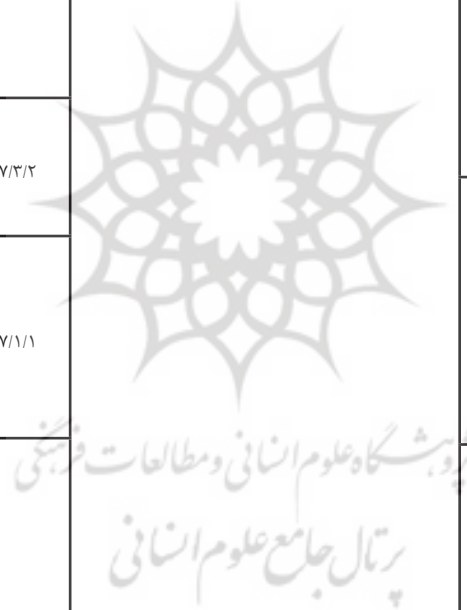 ۷/۳/۲
۷/۱/۱
پژوهشگاه علوم انسانی و مطالعات فرهنگی
پرتال جامع علوم انسانی